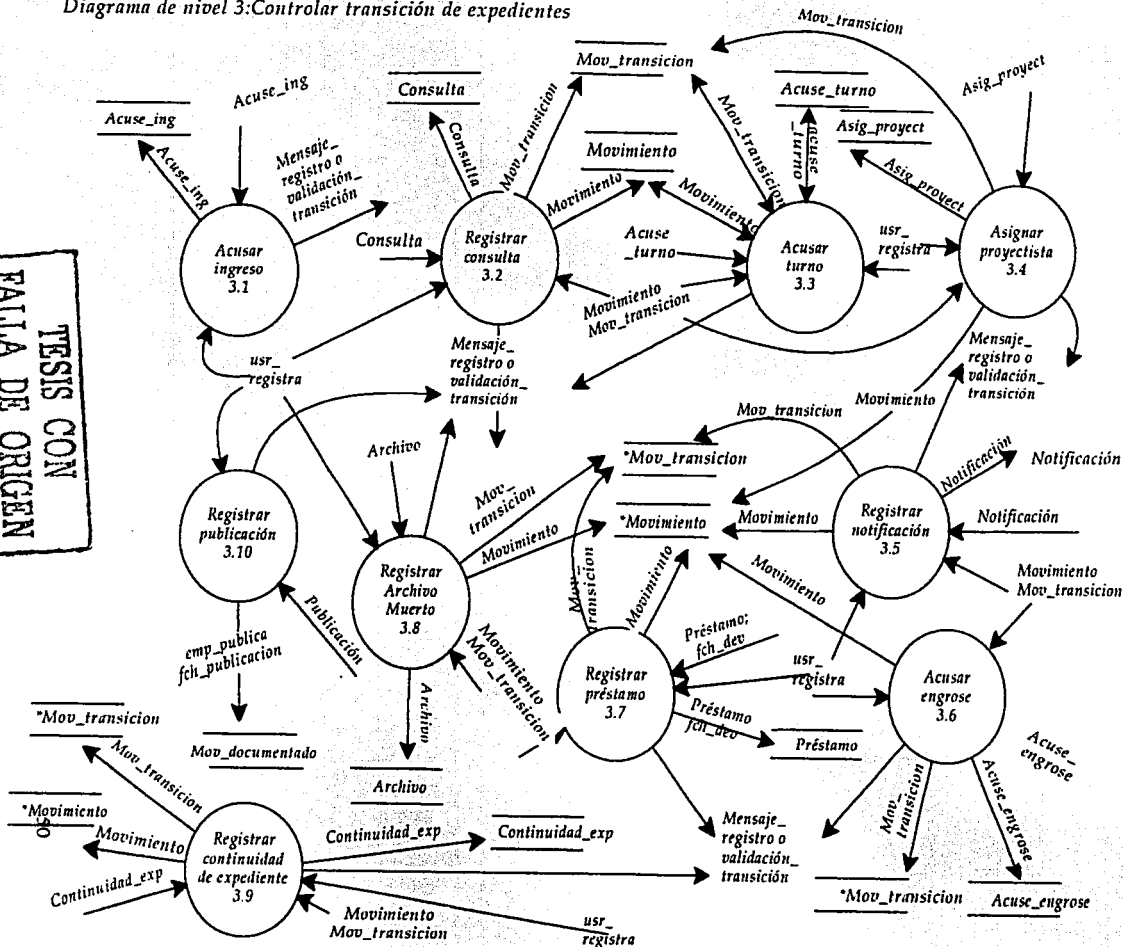 Diagrama de nivel 3:Controlar transición de expedientes
Mov_transicion
Mov_transicion
Acuse_ing
Acuse_ing
Acuse_ing
Mensaje_
registro o
validación_
transición
Acusar
ingreso
3.1
Consulta
Consulta
Mov_transicion
Consulta
Registrar
consulta
3.2
Movimiento
Movimiento
Movimiento
Mov_transicion
Acuse_turno
acuse
_turno
Asig_proyect
Asig_proyect
Asig_proyect
Acuse
_turno
Acusar
turno
3.3
usr_
registra
Asignar
proyectista
3.4
Movimiento
Mov_transicion
usr_
registra
Mensaje_
registro o
validación_
transición
Mensaje_
registro o
validación_
transición
Movimiento
TESIS CON
FALLA DE ORIGEN
Archivo
Mov_transicion
*Mov_transicion
Mov_
transicion
Notificación
Notificación
*Movimiento
Movimiento
Movimiento
Notificación
Registrar
publicación
3.10
Registrar
Archivo
Muerto
3.8
Registrar
notificación
3.5
Mov_
transicion
Movimiento
Movimiento
Movimiento
Mov_transicion
Publicación
emp_publica
fch_publicacion
Movimiento
Mov_transicion
Préstamo;
fch_dev
usr_
registra
Registrar
préstamo
3.7
Acusar
engrose
3.6
Archivo
Préstamo
fch_dev
Préstamo
*Mov_transicion
Mov_documentado
Archivo
Mov_transicion
Acuse_
engrose
Mov_
transicion
Acuse_engrose
*Movimiento
90
Movimiento
Registrar
continuidad
de expediente
3.9
Continuidad_exp
Continuidad_exp
Mensaje_
registro o
validación_
transición
Continuidad_exp
*Mov_transicion
Acuse_engrose
Movimiento
Mov_transicion
usr_
registra